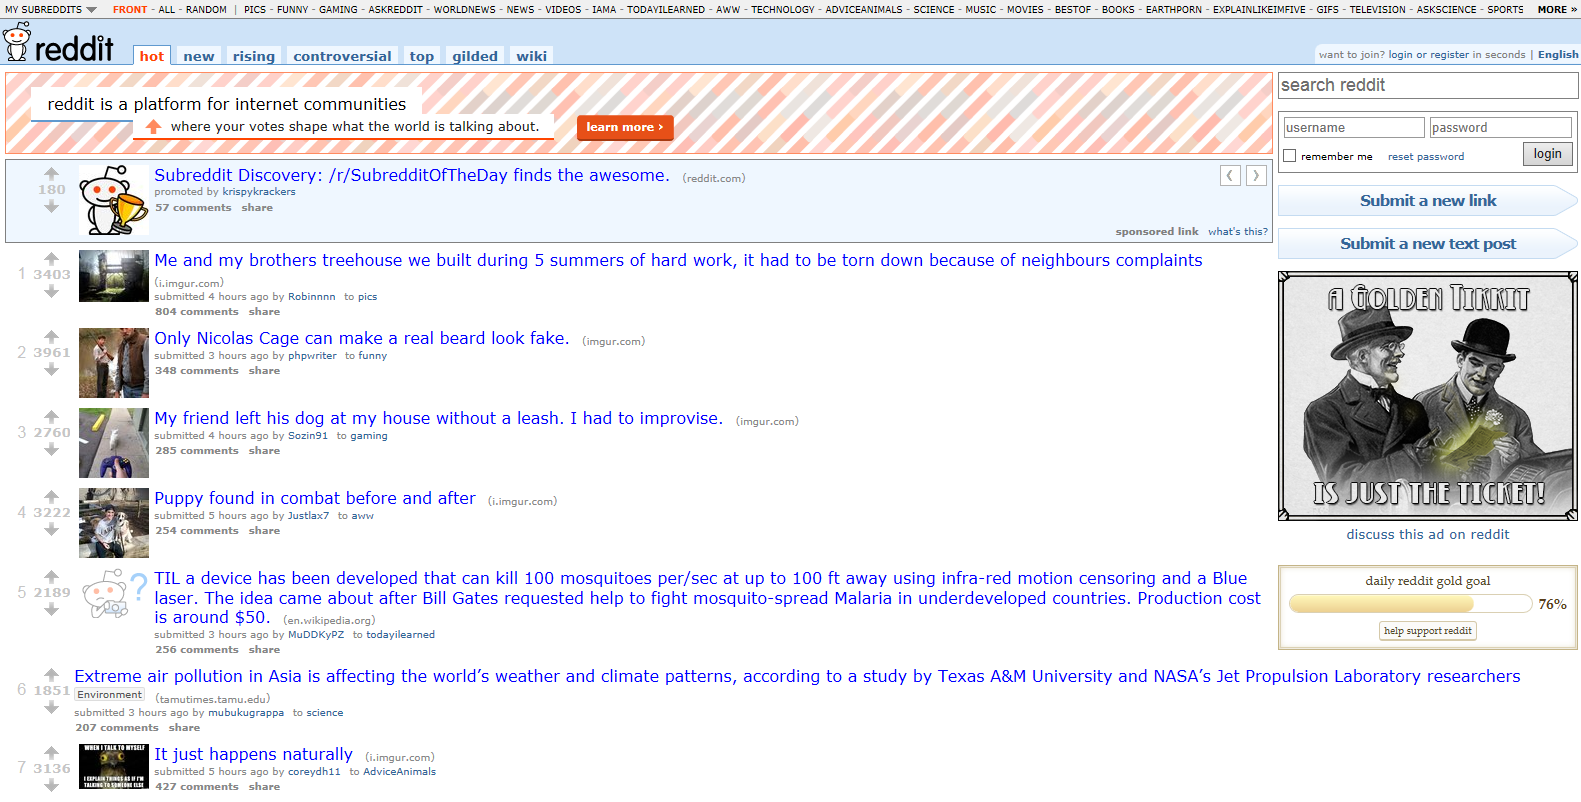 MY SUBREDDITS FRONT - ALL - RANDOM | PICS - FUNNY - GAMING - ASKREDDIT - WORLDNEWS - NEWS - VIDEOS - IAMA - TODAYILEARNED - AWW - TECHNOLOGY - ADVICEANIMALS - SCIENCE - MUSIC - MOVIES - BESTOF - BOOKS - EARTHPORN - EXPLAINLIKEIMFIVE - GIFS - TELEVISION - ASKSCIENCE - SPORTS MORE »
reddit hot new rising controversial top gilded wiki
want to join? login or register in seconds | English
reddit is a platform for internet communities
where your votes shape what the world is talking about.
learn more ›
180
Subreddit Discovery: /r/SubredditOfTheDay finds the awesome. (reddit.com)
promoted by krispykrackers
57 comments share
sponsored link what's this?
1 3403
Me and my brothers treehouse we built during 5 summers of hard work, it had to be torn down because of neighbours complaints
(i.imgur.com)
submitted 4 hours ago by Robinnnn to pics
804 comments share
2 3961
Only Nicolas Cage can make a real beard look fake. (imgur.com)
submitted 3 hours ago by phpwriter to funny
348 comments share
3 2760
My friend left his dog at my house without a leash. I had to improvise. (imgur.com)
submitted 4 hours ago by Sozin91 to gaming
285 comments share
4 3222
Puppy found in combat before and after (i.imgur.com)
submitted 5 hours ago by Justlax7 to aww
254 comments share
5 2189
?
TIL a device has been developed that can kill 100 mosquitoes per/sec at up to 100 ft away using infra-red motion censoring and a Blue
laser. The idea came about after Bill Gates requested help to fight mosquito-spread Malaria in underdeveloped countries. Production cost
is around $50. (en.wikipedia.org)
submitted 3 hours ago by MuDDKyPZ to todayilearned
256 comments share
6 1851
Extreme air pollution in Asia is affecting the world’s weather and climate patterns, according to a study by Texas A&M University and NASA’s Jet Propulsion Laboratory researchers
Environment (tamutimes.tamu.edu)
submitted 3 hours ago by mubukugrappa to science
207 comments share
7 3136
WHEN I TALK TO MYSELF
I EXPLAIN THINGS AS IF I'M
TALKING TO SOMEONE ELSE
It just happens naturally (i.imgur.com)
submitted 5 hours ago by coreydh11 to AdviceAnimals
427 comments share
search reddit
username password
remember me reset password login
Submit a new link
Submit a new text post
A GOLDEN TIKKIT
IS JUST THE TICKET!
discuss this ad on reddit
daily reddit gold goal
76%
help support reddit